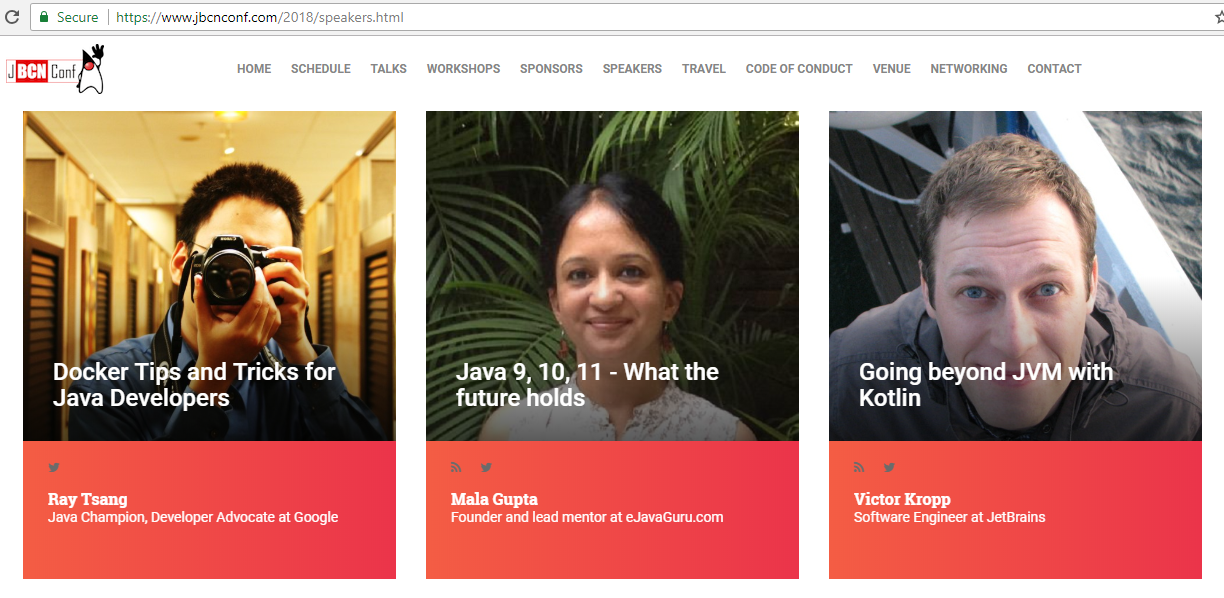 Secure https://www.jbcnconf.com/2018/speakers.html
JBCNConf
HOME SCHEDULE TALKS WORKSHOPS SPONSORS SPEAKERS TRAVEL CODE OF CONDUCT VENUE NETWORKING CONTACT
Docker Tips and Tricks for
Java Developers
Ray Tsang
Java Champion, Developer Advocate at Google
Java 9, 10, 11 - What the
future holds
Mala Gupta
Founder and lead mentor at eJavaGuru.com
Going beyond JVM with
Kotlin
Victor Kropp
Software Engineer at JetBrains